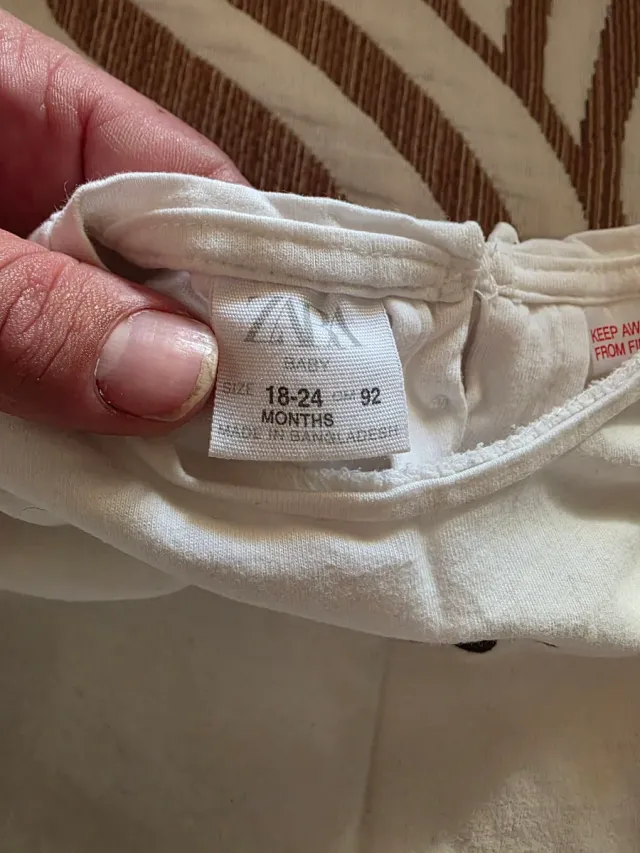 ZARA
BABY
SIZE 18-24 CM 92
MONTHS
MADE IN BANGLADESH
KEEP AW
FROM FI